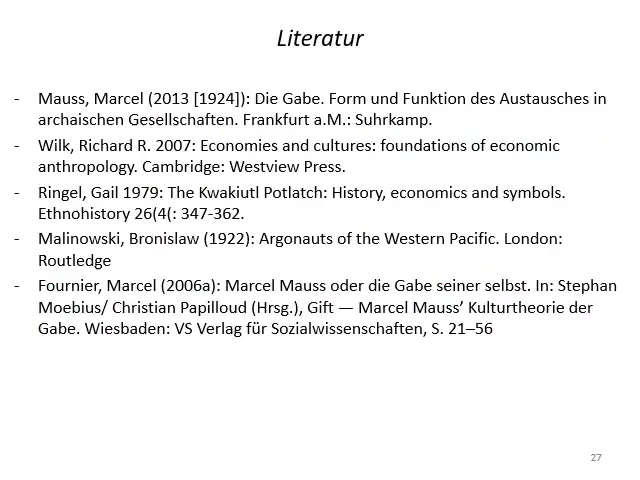 Literatur
- Mauss, Marcel (2013 [1924]): Die Gabe. Form und Funktion des Austausches in
archaischen Gesellschaften. Frankfurt a.M.: Suhrkamp.
- Wilk, Richard R. 2007: Economies and cultures: foundations of economic
anthropology. Cambridge: Westview Press.
- Ringel, Gail 1979: The Kwakiutl Potlatch: History, economics and symbols.
Ethnohistory 26(4(: 347-362.
- Malinowski, Bronislaw (1922): Argonauts of the Western Pacific. London:
Routledge
- Fournier, Marcel (2006a): Marcel Mauss oder die Gabe seiner selbst. In: Stephan
Moebius/ Christian Papilloud (Hrsg.), Gift — Marcel Mauss’ Kulturtheorie der
Gabe. Wiesbaden: VS Verlag für Sozialwissenschaften, S. 21–56
27